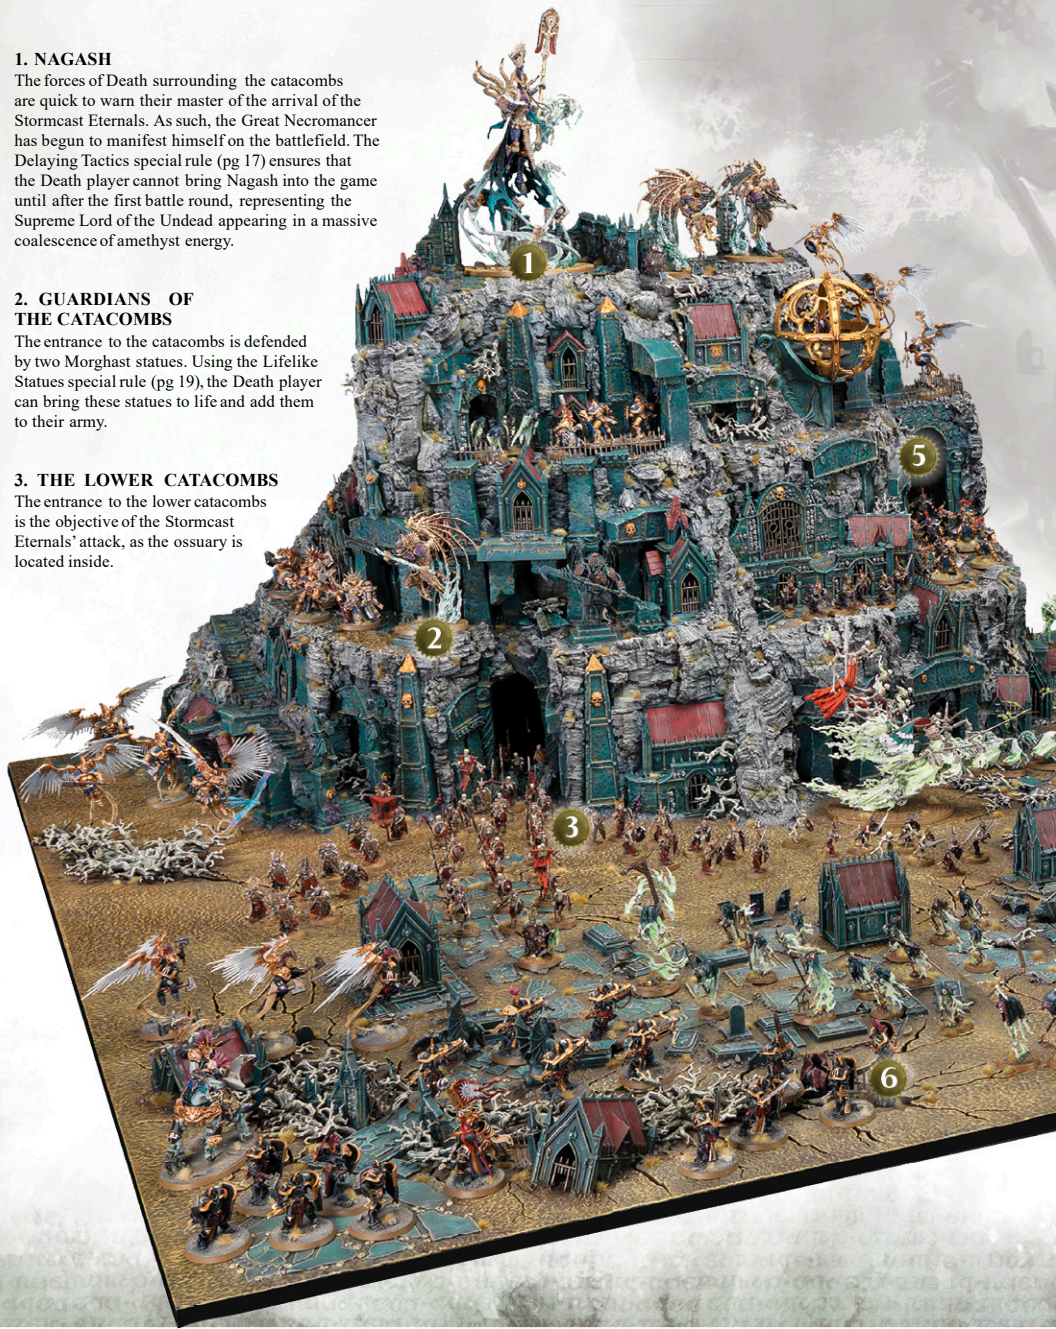 1. NAGASH
The forces of Death surrounding the catacombs
are quick to warn their master of the arrival of the
Stormcast Eternals. As such, the Great Necromancer
has begun to manifest himself on the battlefield. The
Delaying Tactics special rule (pg 17) ensures that
the Death player cannot bring Nagash into the game
until after the first battle round, representing the
Supreme Lord of the Undead appearing in a massive
coalescence of amethyst energy.
2. GUARDIANS OF
THE CATACOMBS
The entrance to the catacombs is defended
by two Morghast statues. Using the Lifelike
Statues special rule (pg 19), the Death player
can bring these statues to life and add them
to their army.
3. THE LOWER CATACOMBS
The entrance to the lower catacombs
is the objective of the Stormcast
Eternals’ attack, as the ossuary is
located inside.
1
5
2
3
6